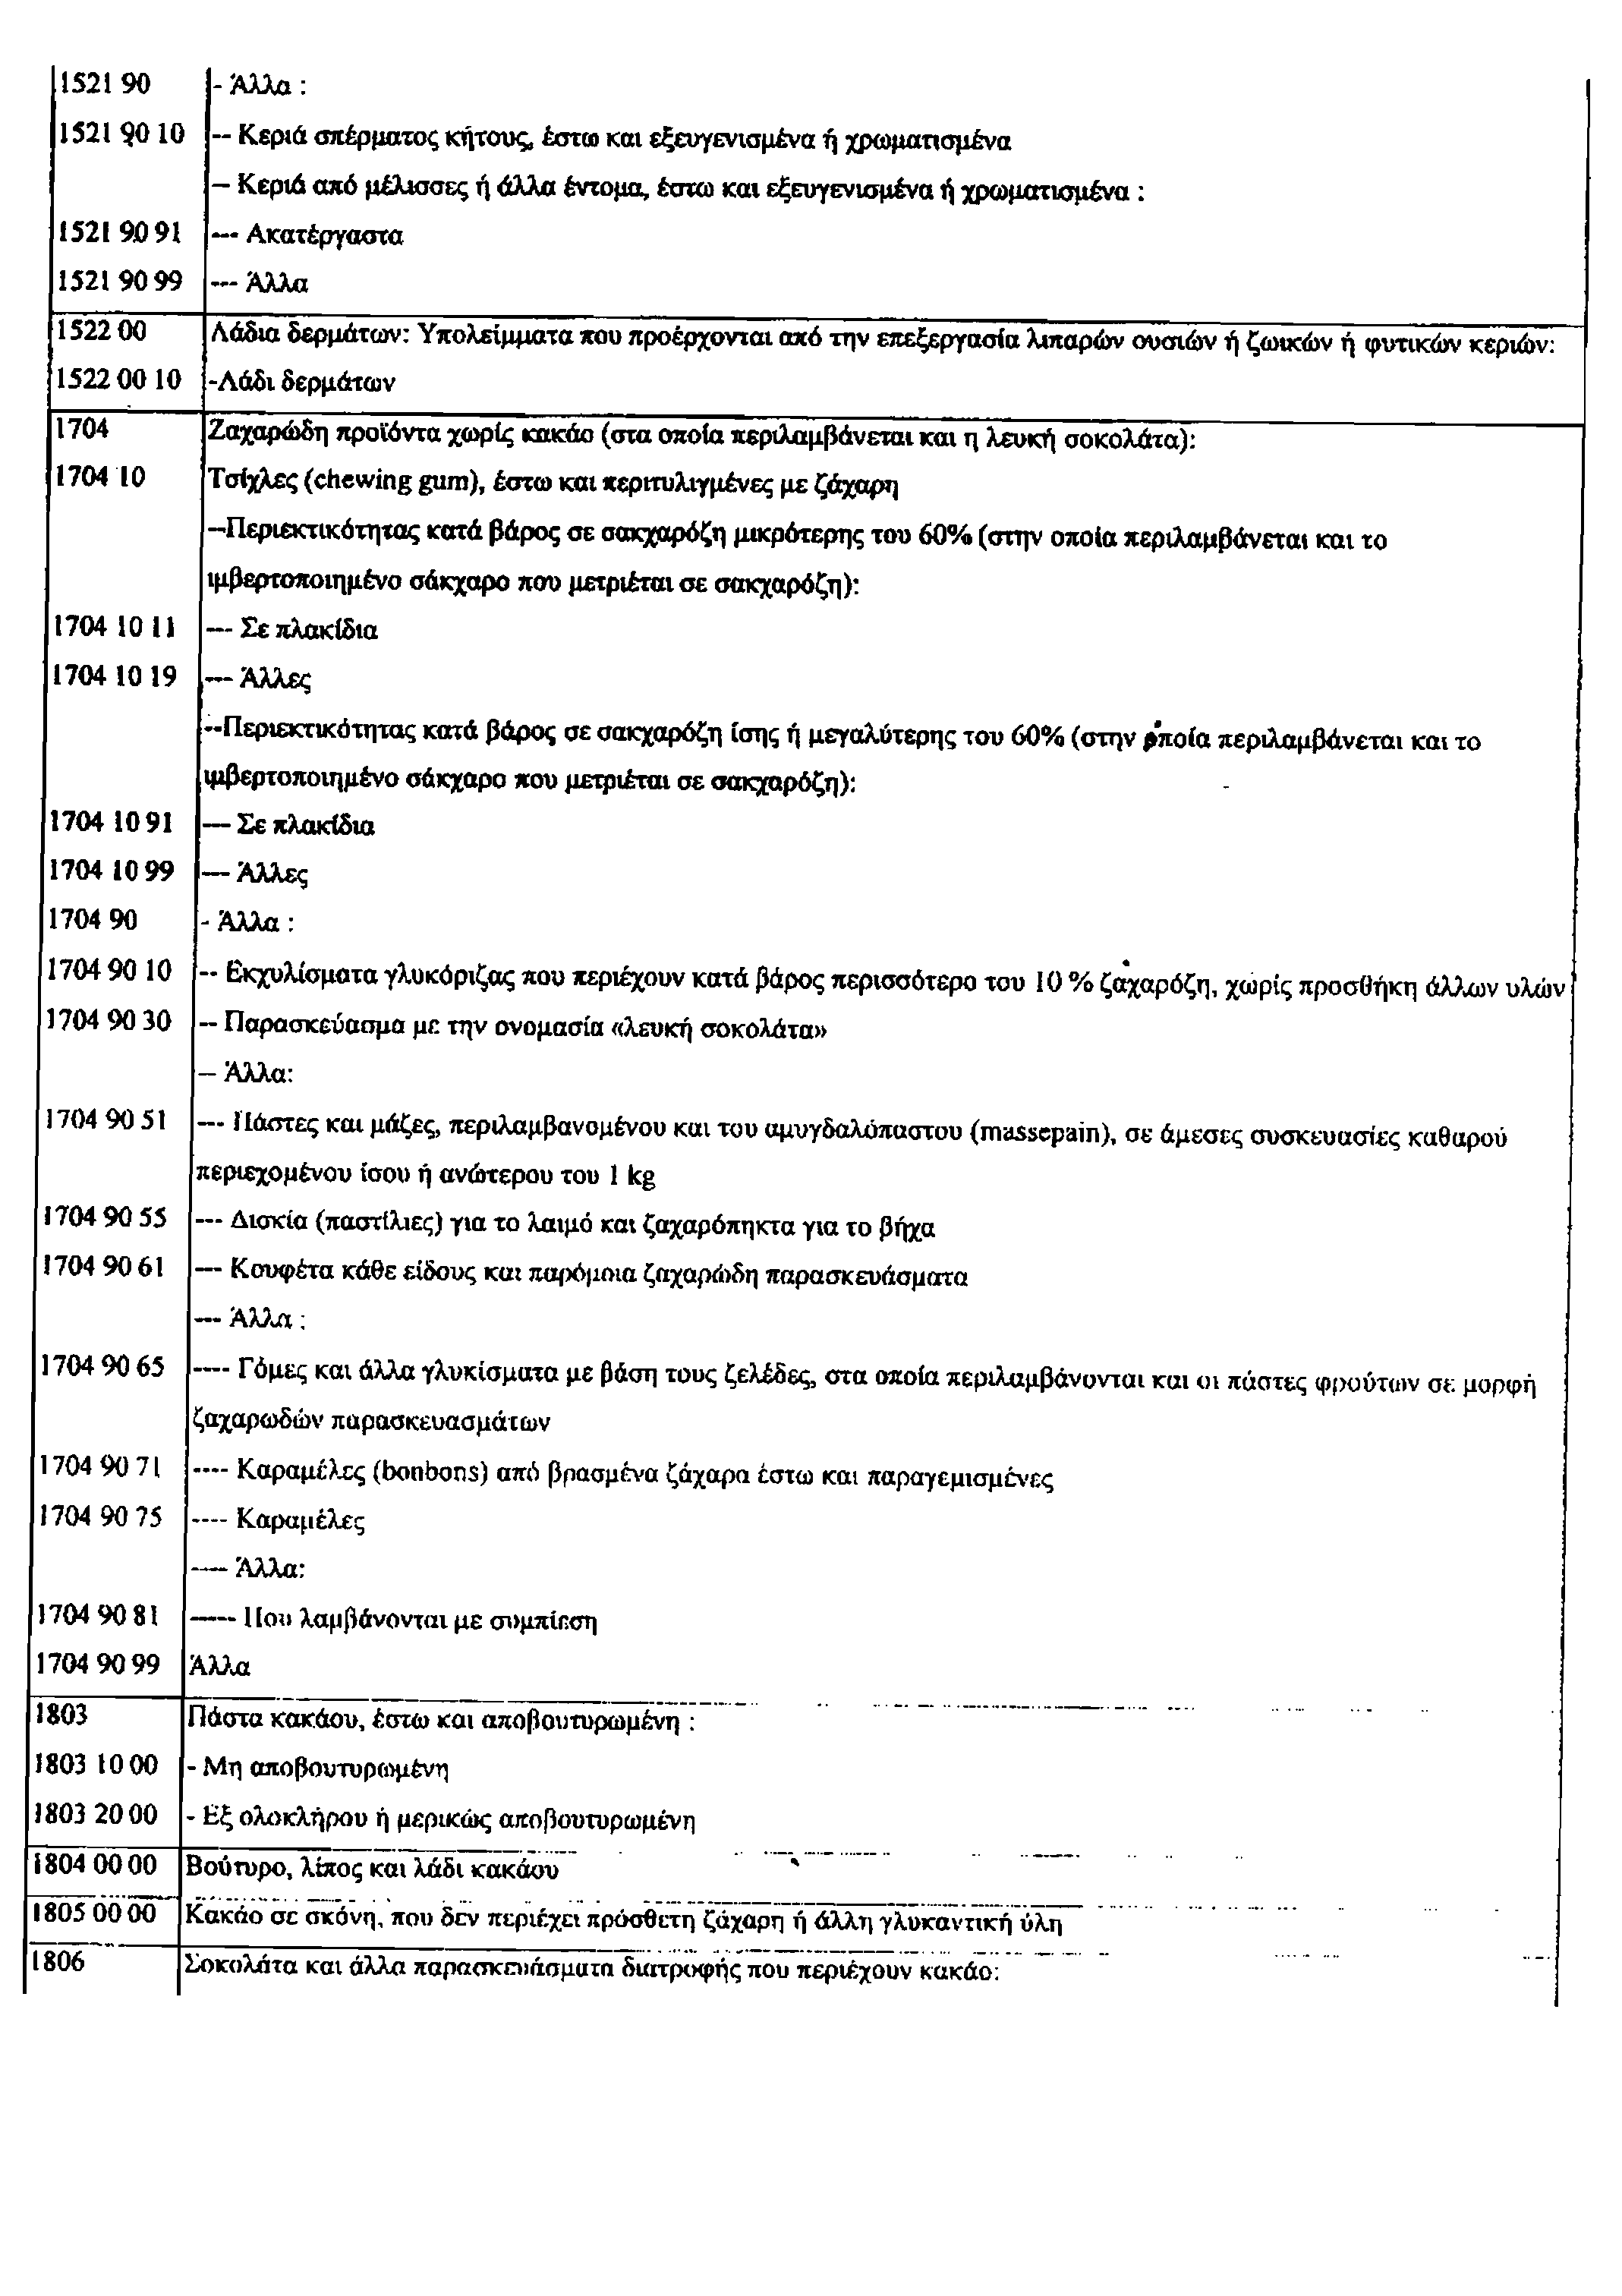 1521 90 - Άλλα :
1521 90 10 -- Κεριά σπέρματος κήτους, έστω και εξευγενισμένα ή χρωματισμένα
-- Κεριά από μέλισσες ή άλλα έντομα, έστω και εξευγενισμένα ή χρωματισμένα :
1521 90 91 --- Ακατέργαστα
1521 90 99 --- Άλλα
1522 00 Λάδια δερμάτων: Υπολείμματα που προέρχονται από την επεξεργασία λιπαρών ουσιών ή ζωικών ή φυτικών κεριών:
1522 00 10 -Λάδι δερμάτων
1704 Ζαχαρώδη προϊόντα χωρίς κακάο (στα οποία περιλαμβάνεται και η λευκή σοκολάτα):
1704 10 Τσίχλες (chewing gum), έστω και περιτυλιγμένες με ζάχαρη
--Περιεκτικότητας κατά βάρος σε σακχαρόζη μικρότερης του 60% (στην οποία περιλαμβάνεται και το
ιμβερτοποιημένο σάκχαρο που μετριέται σε σακχαρόζη):
1704 10 11 --- Σε πλακίδια
1704 10 19 --- Άλλες
--Περιεκτικότητας κατά βάρος σε σακχαρόζη ίσης ή μεγαλύτερης του 60% (στην οποία περιλαμβάνεται και το
ιμβερτοποιημένο σάκχαρο που μετριέται σε σακχαρόζη):
1704 10 91 --- Σε πλακίδια
1704 10 99 --- Άλλες
1704 90 - Άλλα :
1704 90 10 -- Εκχυλίσματα γλυκόριζας που περιέχουν κατά βάρος περισσότερο του 10 % ζαχαρόζη, χωρίς προσθήκη άλλων υλών
1704 90 30 -- Παρασκεύασμα με την ονομασία «λευκή σοκολάτα»
-- Άλλα:
1704 90 51 --- Πάστες και μάζες, περιλαμβανομένου και του αμυγδαλόπαστου (massepain), σε άμεσες συσκευασίες καθαρού
περιεχομένου ίσου ή ανώτερου του 1 kg
1704 90 55 --- Δισκία (παστίλιες) για το λαιμό και ζαχαρόπηκτα για το βήχα
1704 90 61 --- Κουφέτα κάθε είδους και παρόμοια ζαχαρώδη παρασκευάσματα
--- Άλλα :
1704 90 65 ---- Γόμες και άλλα γλυκίσματα με βάση τους ζελέδες, στα οποία περιλαμβάνονται και οι πάστες φρούτων σε μορφή
ζαχαρωδών παρασκευασμάτων
1704 90 71 ---- Καραμέλες (bonbons) από βρασμένα ζάχαρα έστω και παραγεμισμένες
1704 90 75 ---- Καραμέλες
---- Άλλα:
1704 90 81 ----- Που λαμβάνονται με συμπίεση
1704 90 99 Άλλα
1803 Πάστα κακάου, έστω και αποβουτυρωμένη :
1803 10 00 - Μη αποβουτυρωμένη
1803 20 00 - Εξ ολοκλήρου ή μερικώς αποβουτυρωμένη
1804 00 00 Βούτυρο, λίπος και λάδι κακάου
1805 00 00 Κακάο σε σκόνη, που δεν περιέχει πρόσθετη ζάχαρη ή άλλη γλυκαντική ύλη
1806 Σοκολάτα και άλλα παρασκευάσματα διατροφής που περιέχουν κακάο: